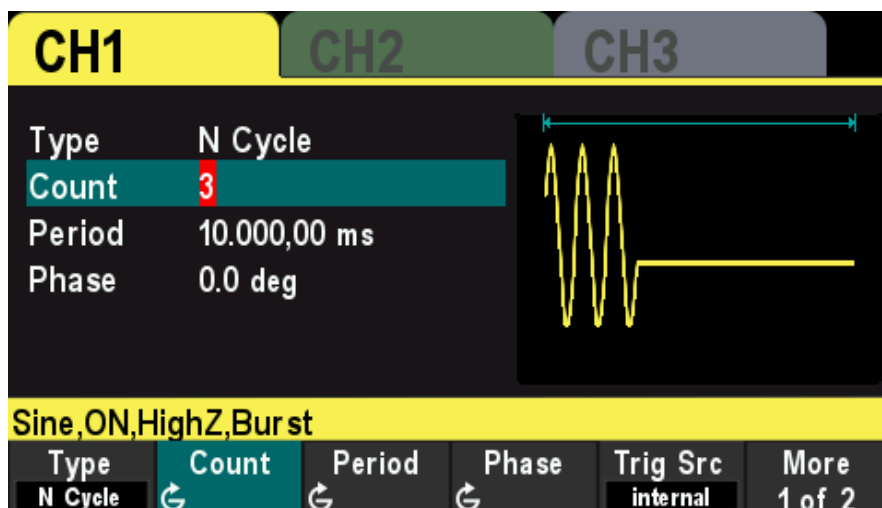 CH1 CH2 CH3
Type N Cycle
Count 3
Period 10.000,00 ms
Phase 0.0 deg
Sine,ON,HighZ,Burst
Type Count Period Phase Trig Src More
N Cycle internal 1 of 2